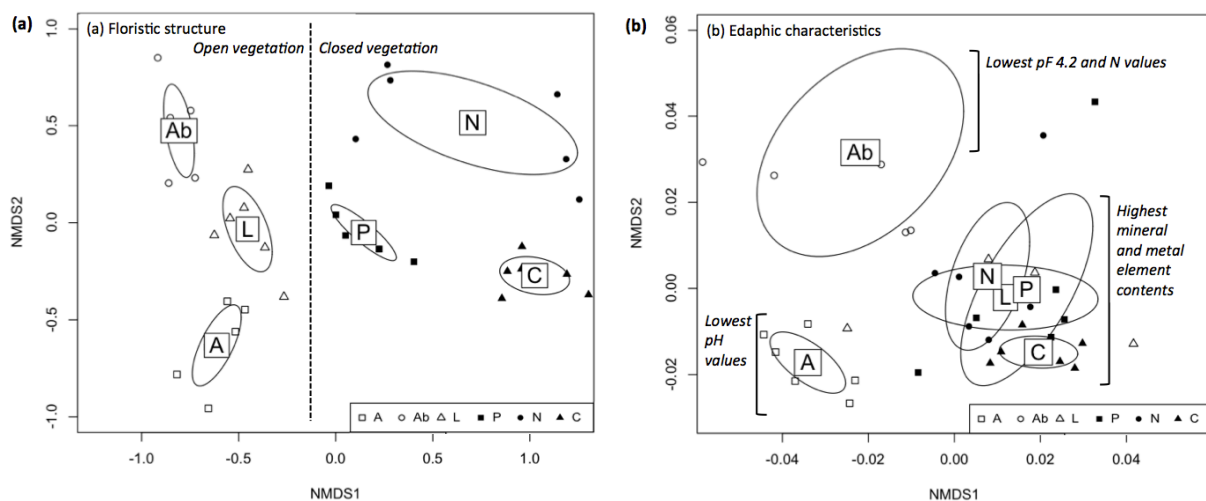 (a)
(a) Floristic structure
Open vegetation
Closed vegetation
Ab
N
L
P
C
A
A Ab L P N C
NMDS2
1.0
0.5
0.0
-0.5
-1.0
-1.0 -0.5 0.0 0.5 1.0
NMDS1
(b)
(b) Edaphic characteristics
Lowest pF 4.2 and N values
Ab
Highest
mineral
and metal
element
contents
N
P
L
Lowest
pH
values
A
C
A Ab L P N C
NMDS2
0.06
0.04
0.02
0.00
-0.02
-0.04 -0.02 0.00 0.02 0.04
NMDS1